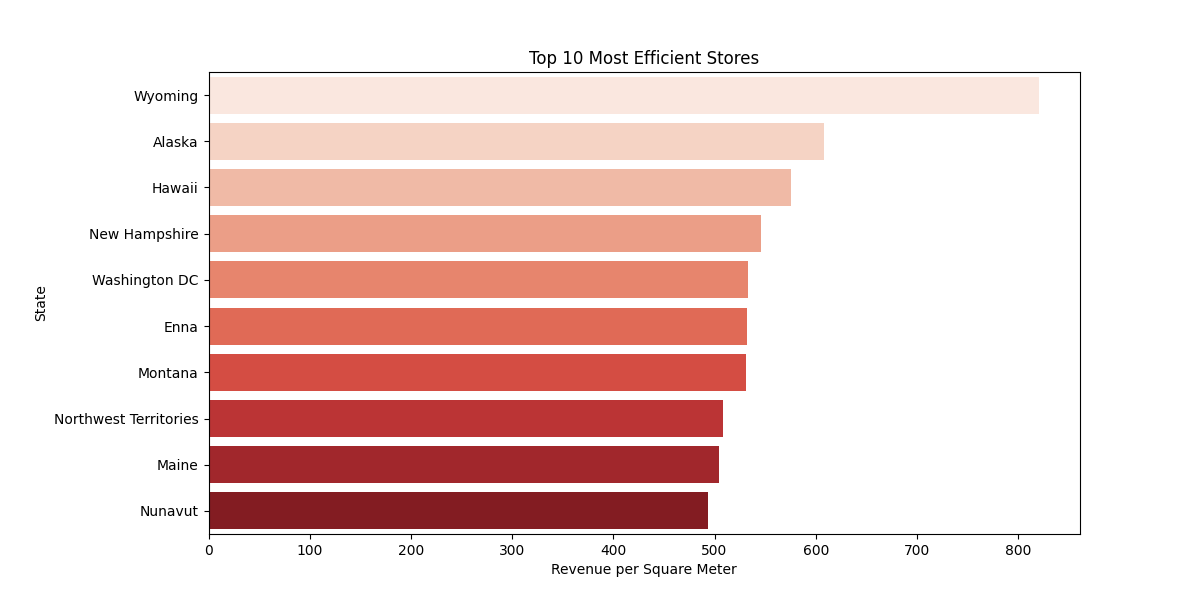 Top 10 Most Efficient Stores
State
Wyoming
Alaska
Hawaii
New Hampshire
Washington DC
Enna
Montana
Northwest Territories
Maine
Nunavut
0 100 200 300 400 500 600 700 800
Revenue per Square Meter